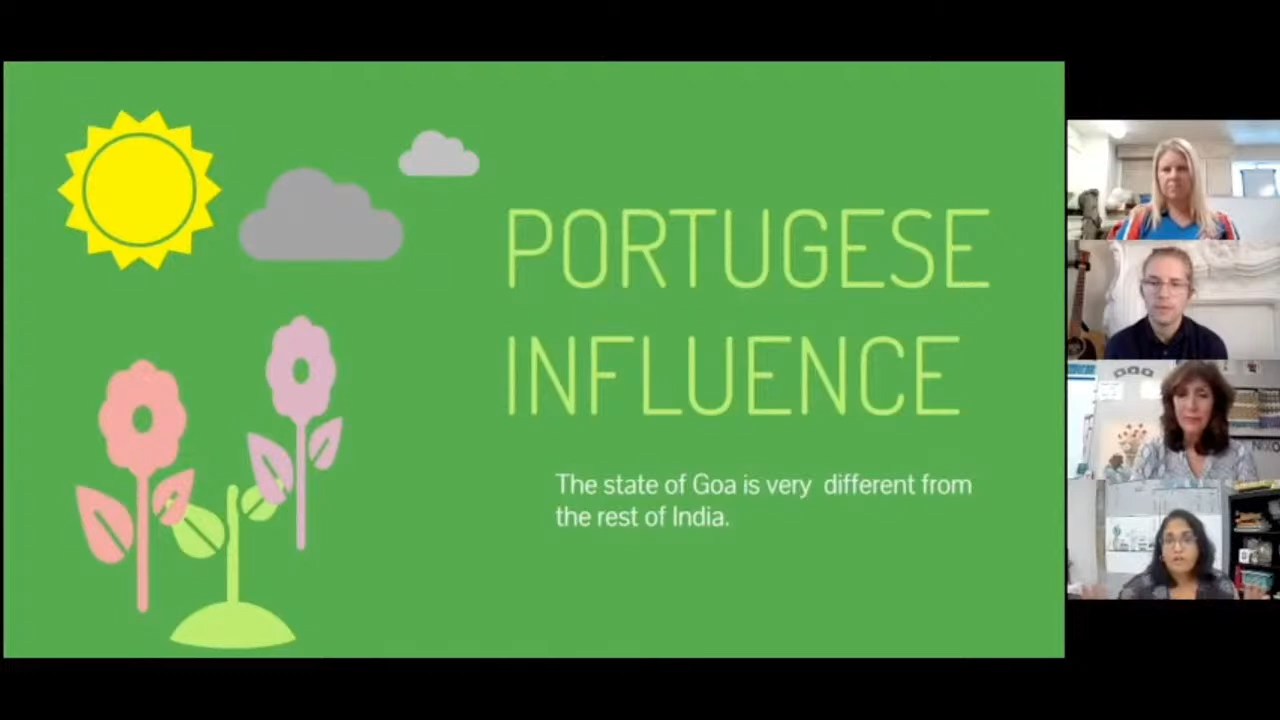 PORTUGESE
INFLUENCE
The state of Goa is very different from
the rest of India.